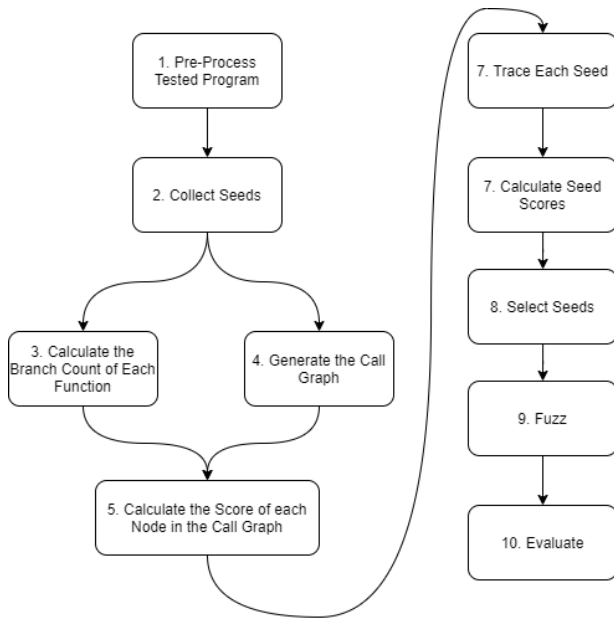 1. Pre-Process
Tested Program
2. Collect Seeds
3. Calculate the
Branch Count of Each
Function
4. Generate the Call
Graph
5. Calculate the Score of each
Node in the Call Graph
7. Trace Each Seed
7. Calculate Seed
Scores
8. Select Seeds
9. Fuzz
10. Evaluate